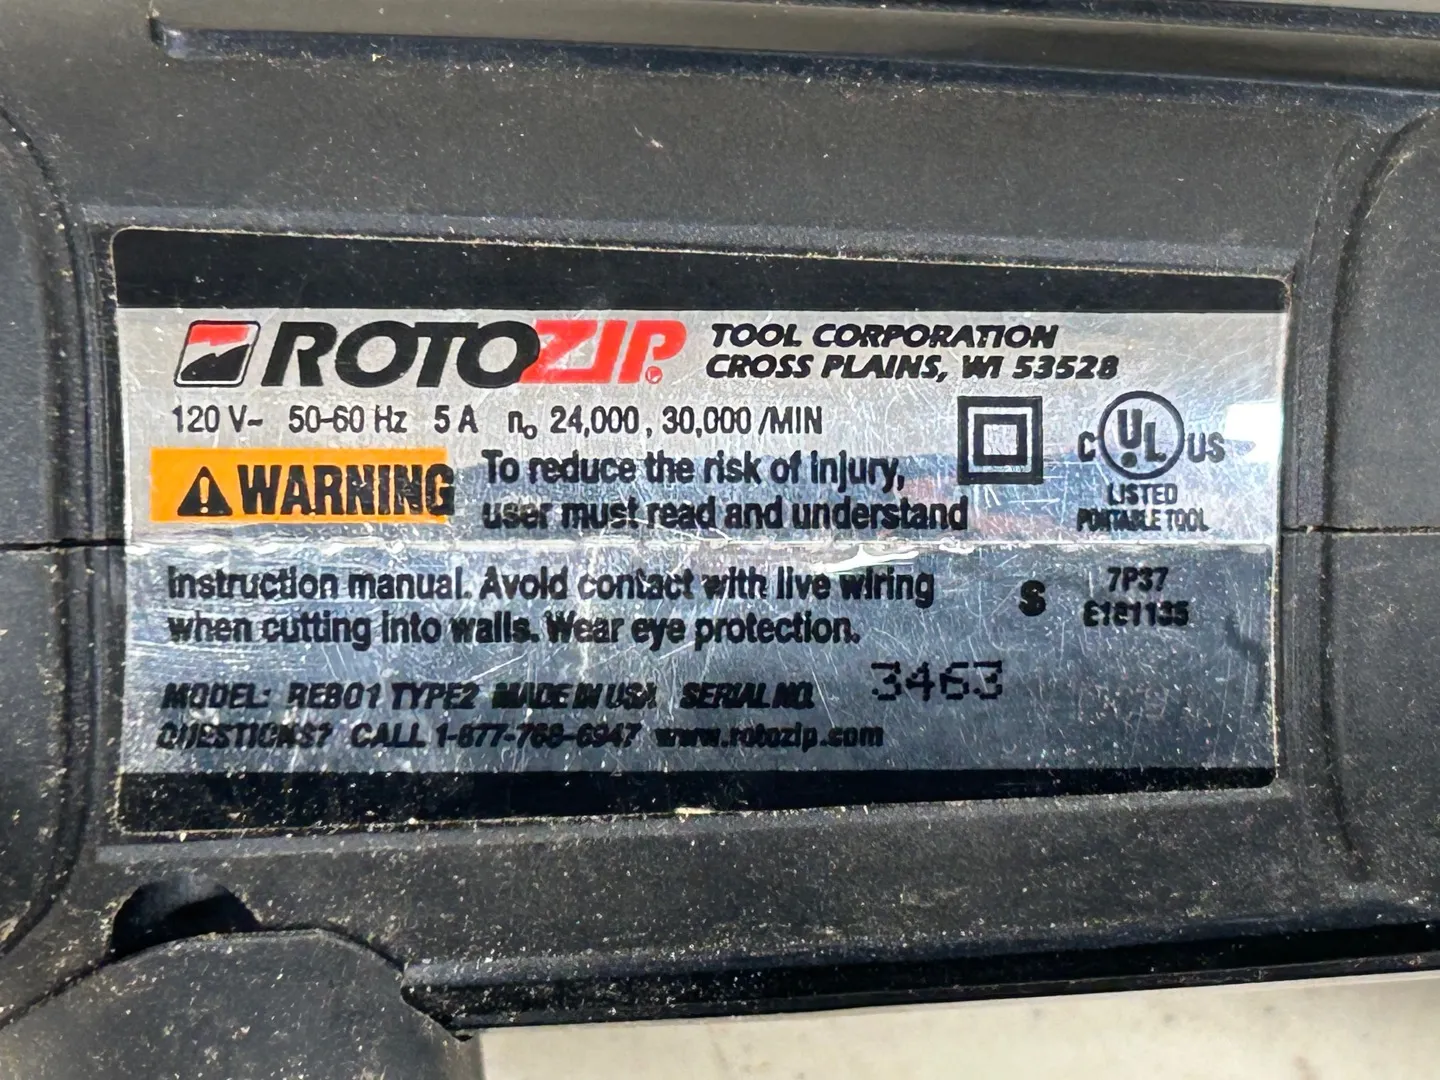 ROTOZIP®
TOOL CORPORATION
CROSS PLAINS, WI 53528
120 V~ 50-60 Hz 5 A n₀ 24,000 , 30,000 /MIN
WARNING
To reduce the risk of injury,
user must read and understand
instruction manual. Avoid contact with live wiring
when cutting into walls. Wear eye protection.
C UL US
LISTED
PORTABLE TOOL
S
7P37
E181135
MODEL: REB01 TYPE2 MADE IN USA SERIAL NO. 3463
QUESTIONS? CALL 1-877-768-6947 www.rotozip.com